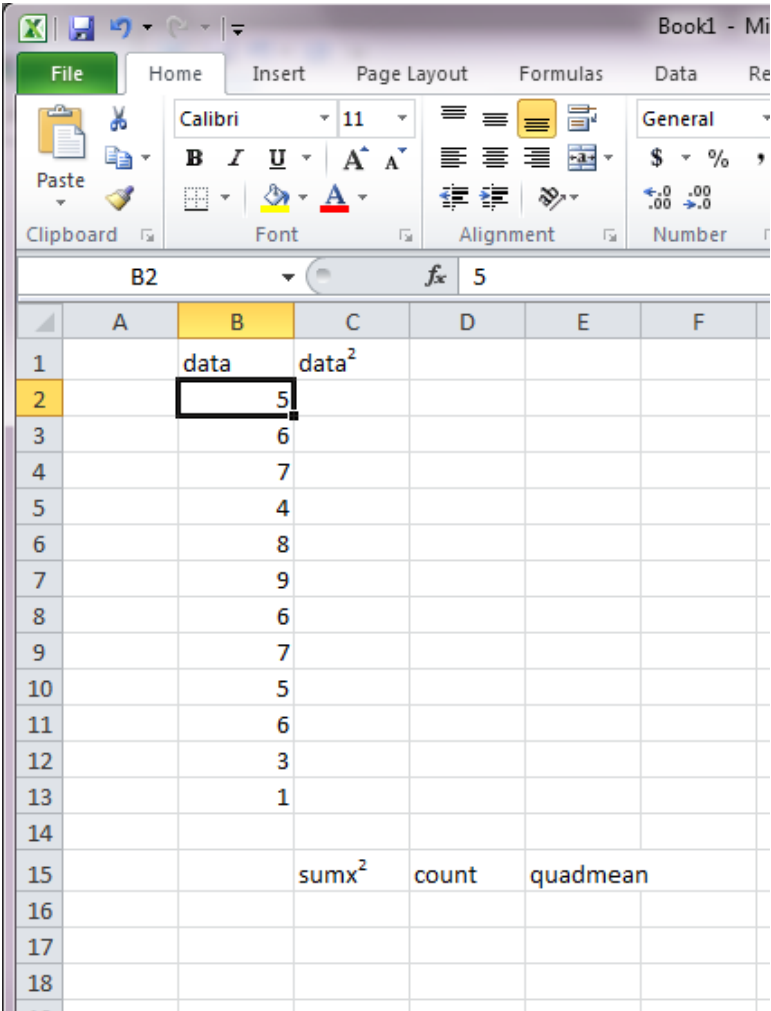 Book1 - Mi
File Home Insert Page Layout Formulas Data Re
Calibri 11 General
B I U A A $ % ,
Paste .0 .00 .00 .0
Clipboard Font Alignment Number
B2 fx 5
A B C D E F
1 data data²
2 5
3 6
4 7
5 4
6 8
7 9
8 6
9 7
10 5
11 6
12 3
13 1
14
15 sumx² count quadmean
16
17
18